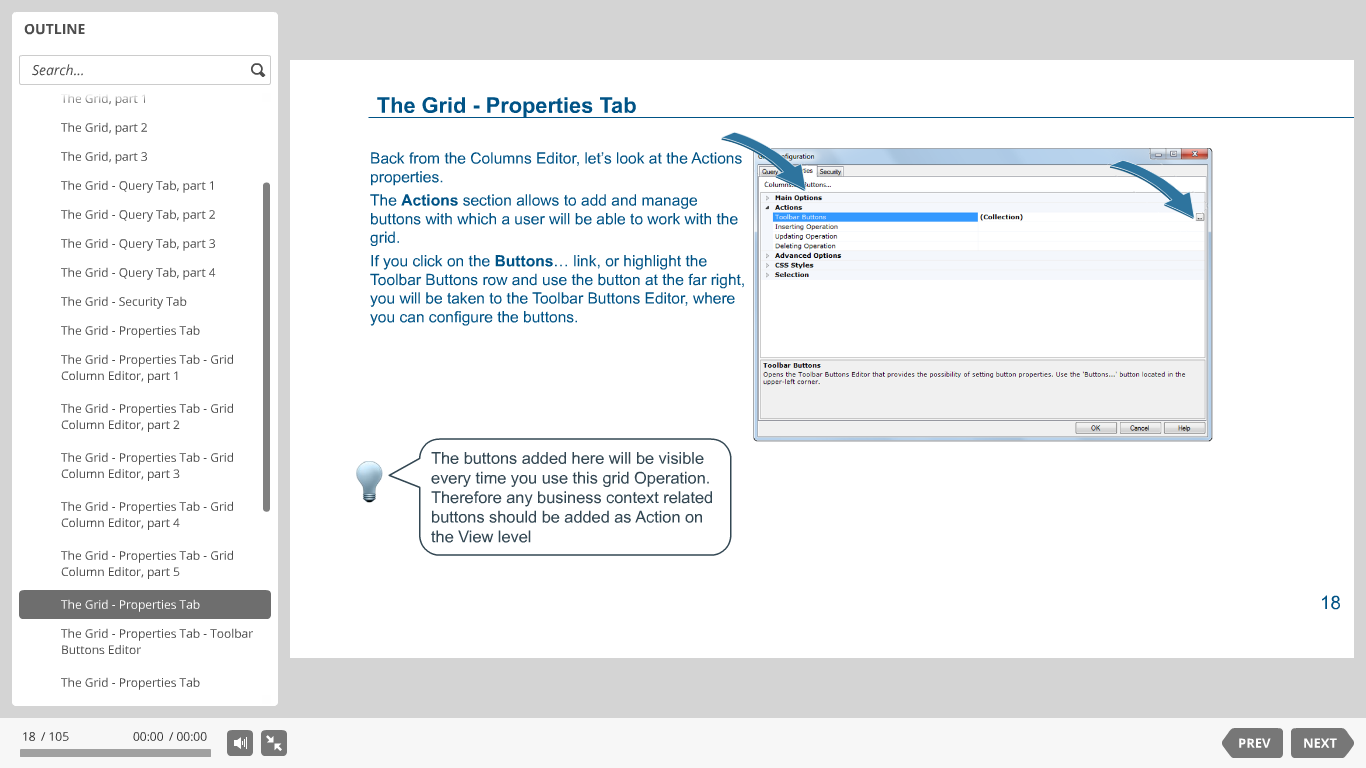 OUTLINE
Search...
The Grid, part 1
The Grid, part 2
The Grid, part 3
The Grid - Query Tab, part 1
The Grid - Query Tab, part 2
The Grid - Query Tab, part 3
The Grid - Query Tab, part 4
The Grid - Security Tab
The Grid - Properties Tab
The Grid - Properties Tab - Grid
Column Editor, part 1
The Grid - Properties Tab - Grid
Column Editor, part 2
The Grid - Properties Tab - Grid
Column Editor, part 3
The Grid - Properties Tab - Grid
Column Editor, part 4
The Grid - Properties Tab - Grid
Column Editor, part 5
The Grid - Properties Tab
The Grid - Properties Tab - Toolbar
Buttons Editor
The Grid - Properties Tab
The Grid - Properties Tab
Back from the Columns Editor, let's look at the Actions
properties.
The Actions section allows to add and manage
buttons with which a user will be able to work with the
grid.
If you click on the Buttons… link, or highlight the
Toolbar Buttons row and use the button at the far right,
you will be taken to the Toolbar Buttons Editor, where
you can configure the buttons.
Query
Security
Main Options
Actions
Toolbar Buttons (Collection)
Inserting Operation
Updating Operation
Deleting Operation
Advanced Options
CSS Styles
Selection
Toolbar Buttons
Opens the Toolbar Buttons Editor that provides the possibility of setting button properties. Use the 'Buttons...' button located in the
upper-left corner.
OK Cancel Help
The buttons added here will be visible
every time you use this grid Operation.
Therefore any business context related
buttons should be added as Action on
the View level
18
18 / 105 00:00 / 00:00
PREV NEXT